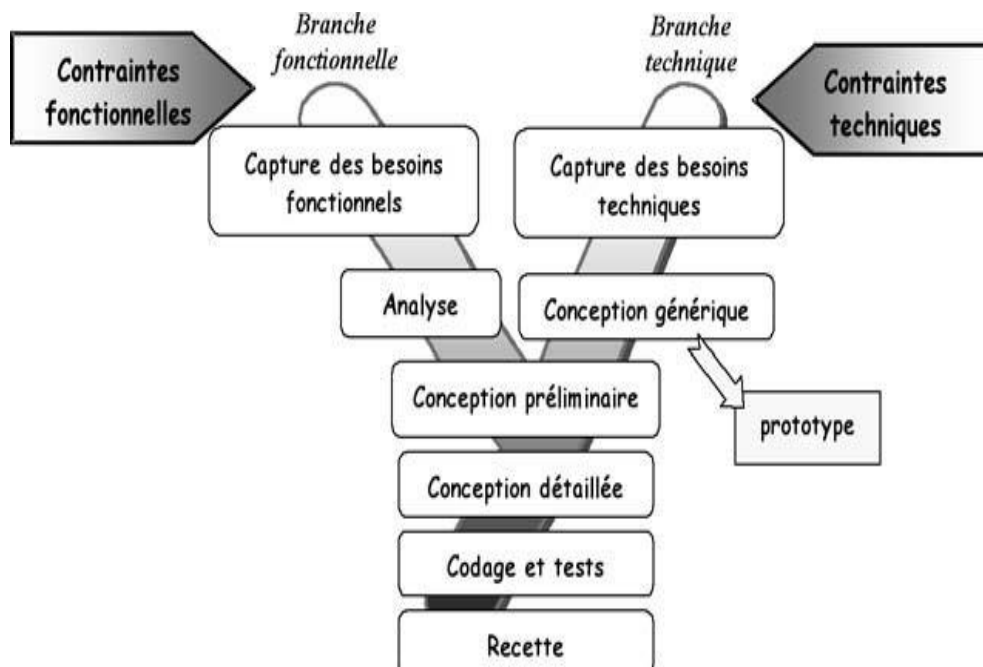 Branche
fonctionnelle
Branche
technique
Contraintes
fonctionnelles
Contraintes
techniques
Capture des besoins
fonctionnels
Capture des besoins
techniques
Analyse
Conception générique
Conception préliminaire
prototype
Conception détaillée
Codage et tests
Recette